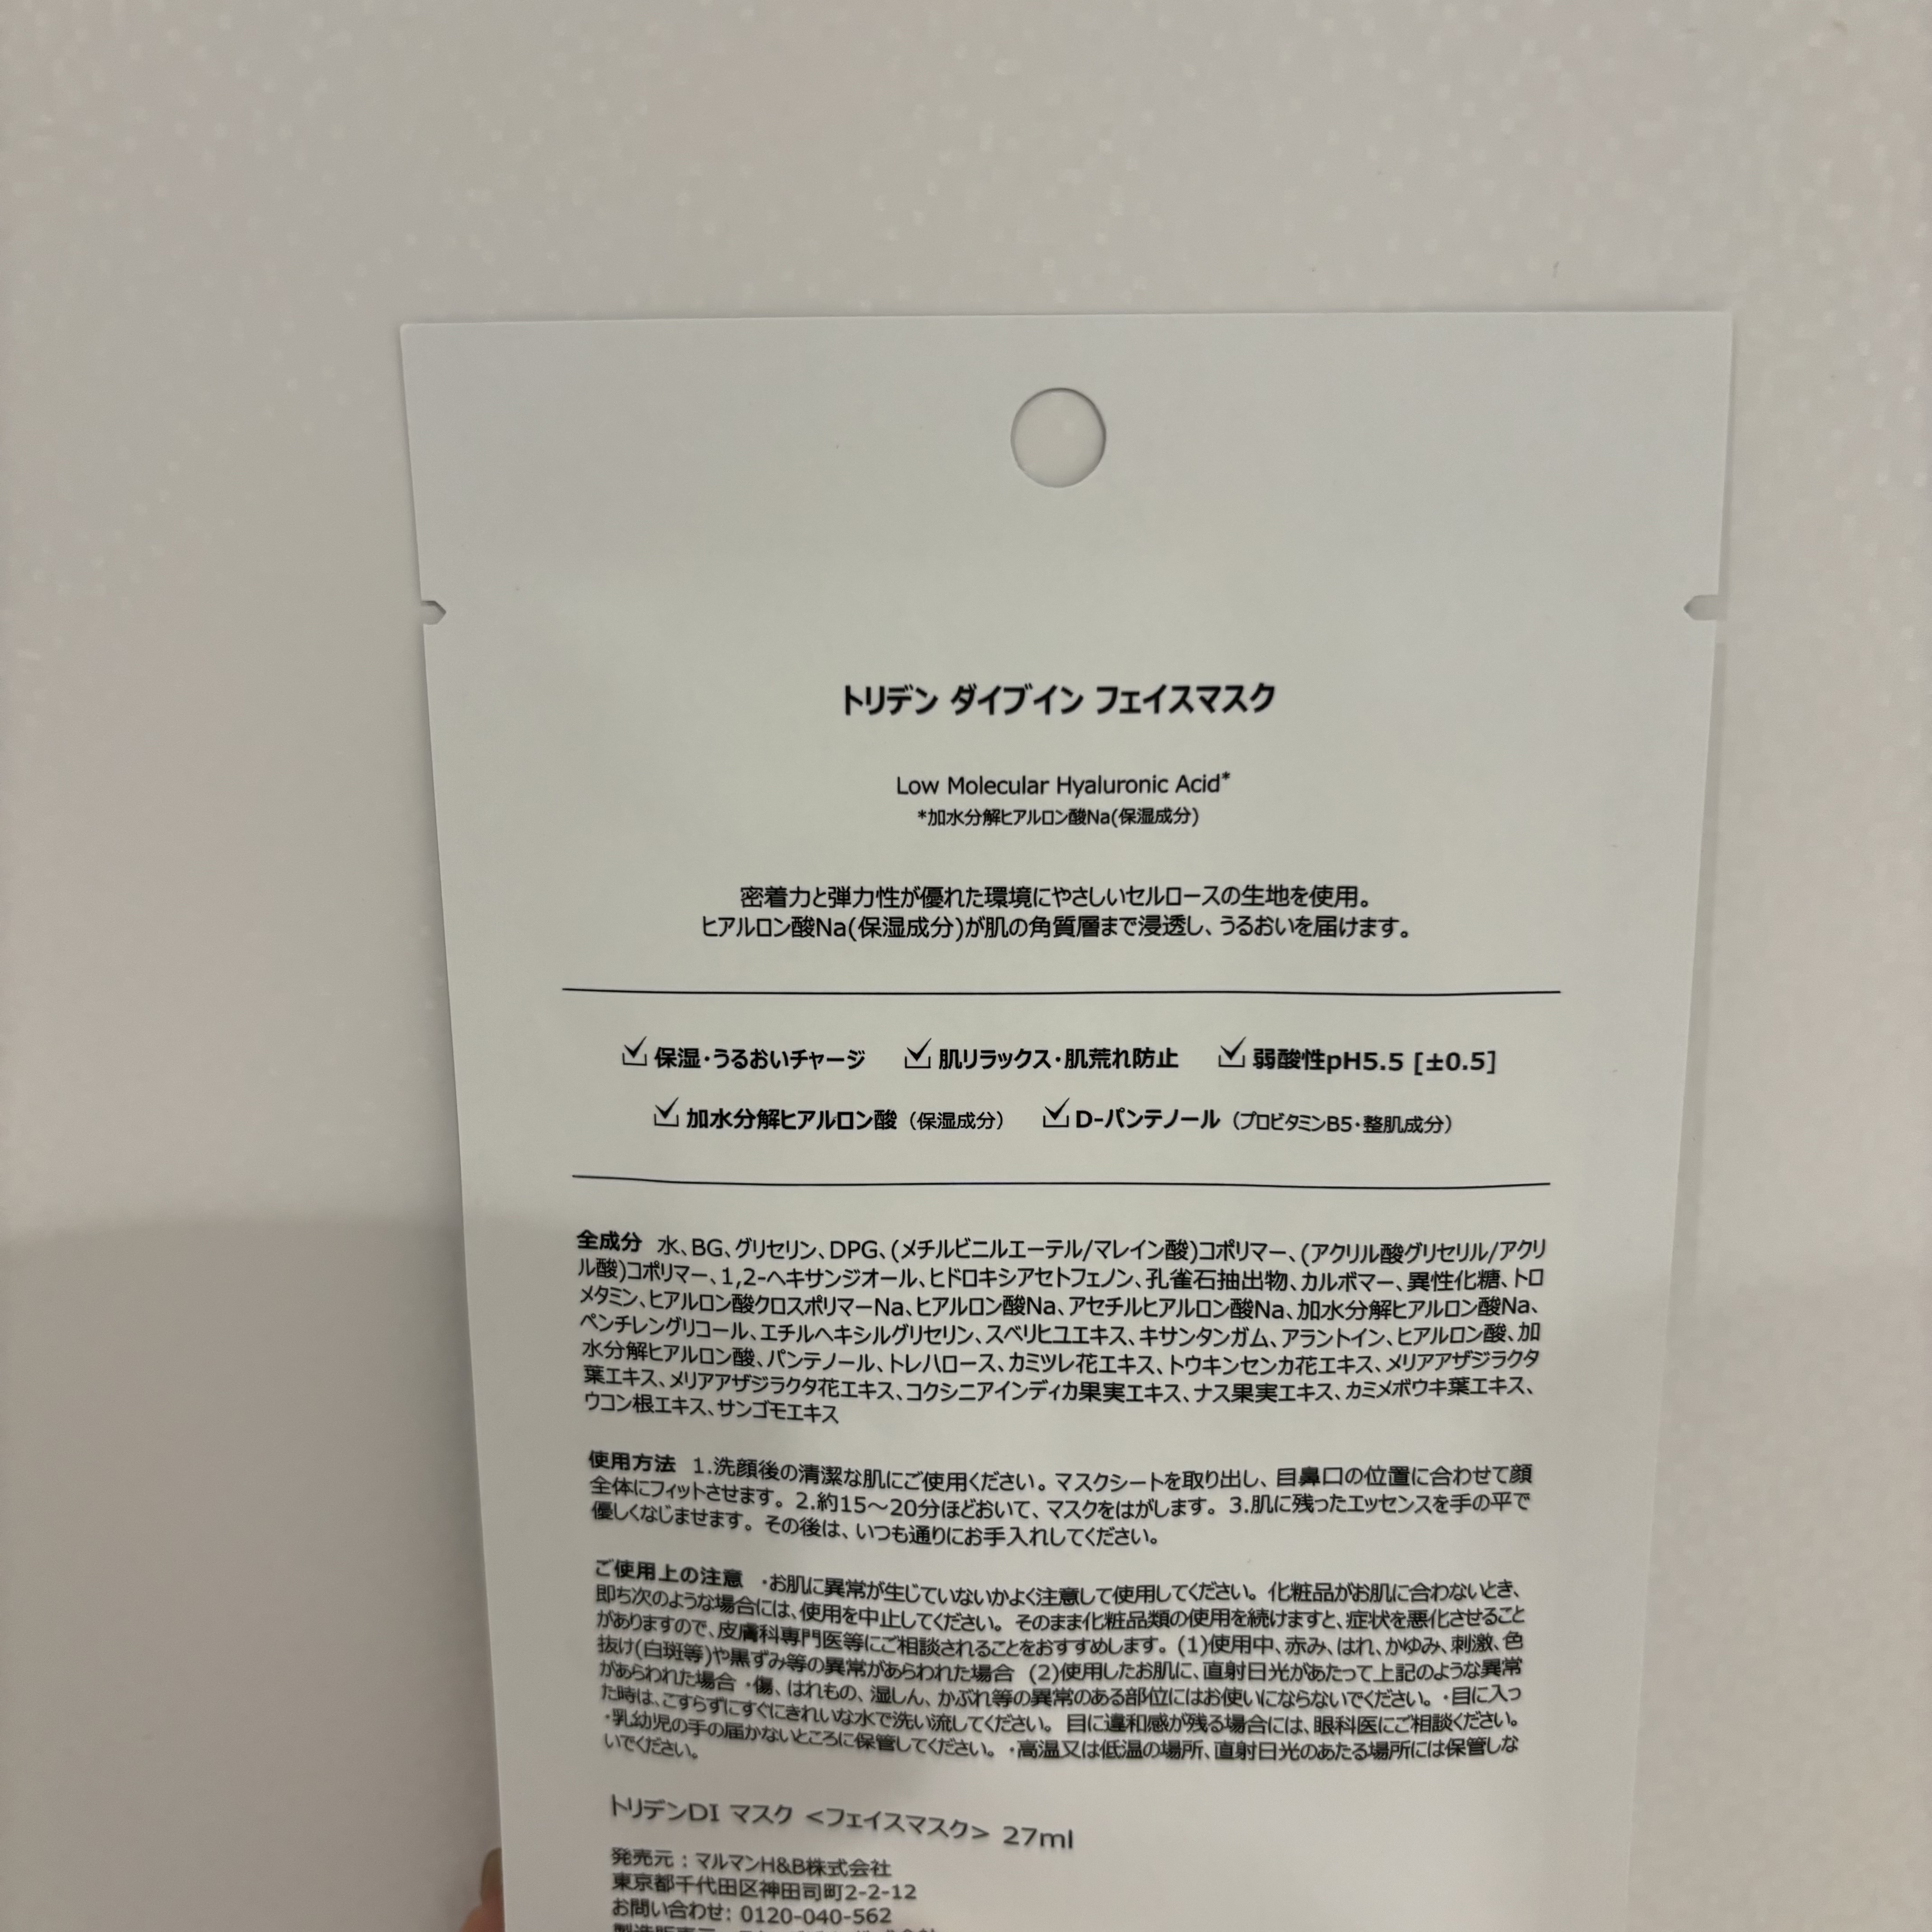 トリデン ダイブイン フェイスマスク
Low Molecular Hyaluronic Acid*
*加水分解ヒアルロン酸Na(保湿成分)
密着力と弾力性が優れた環境にやさしいセルロースの生地を使用。
ヒアルロン酸Na(保湿成分)が肌の角質層まで浸透し、うるおいを届けます。
保湿・うるおいチャージ 肌リラックス・肌荒れ防止 弱酸性pH5.5 [±0.5]
加水分解ヒアルロン酸（保湿成分） D-パンテノール（プロビタミンB5・整肌成分）
全成分 水、BG、グリセリン、DPG、(メチルビニルエーテル/マレイン酸)コポリマー、(アクリル酸グリセリル/アクリ
ル酸)コポリマー、1,2-ヘキサンジオール、ヒドロキシアセトフェノン、孔雀石抽出物、カルボマー、異性化糖、トロ
メタミン、ヒアルロン酸クロスポリマーNa、ヒアルロン酸Na、アセチルヒアルロン酸Na、加水分解ヒアルロン酸Na、
ペンチレングリコール、エチルヘキシルグリセリン、スベリヒユエキス、キサンタンガム、アラントイン、ヒアルロン酸、加
水分解ヒアルロン酸、パンテノール、トレハロース、カミツレ花エキス、トウキンセンカ花エキス、メリアアザジラクタ
葉エキス、メリアアザジラクタ花エキス、コクシニアインディカ果実エキス、ナス果実エキス、カミメボウキ葉エキス、
ウコン根エキス、サンゴモエキス
使用方法 1.洗顔後の清潔な肌にご使用ください。マスクシートを取り出し、目鼻口の位置に合わせて顔
全体にフィットさせます。2.約15～20分ほどおいて、マスクをはがします。3.肌に残ったエッセンスを手の平で
優しくなじませます。その後は、いつも通りにお手入れしてください。
ご使用上の注意 ・お肌に異常が生じていないかよく注意して使用してください。化粧品がお肌に合わないとき、
即ち次のような場合には、使用を中止してください。そのまま化粧品類の使用を続けますと、症状を悪化させること
がありますので、皮膚科専門医等にご相談されることをおすすめします。(1)使用中、赤み、はれ、かゆみ、刺激、色
抜け(白斑等)や黒ずみ等の異常があらわれた場合 (2)使用したお肌に、直射日光があたって上記のような異常
があらわれた場合 ・傷、はれもの、湿しん、かぶれ等の異常のある部位にはお使いにならないでください。・目に入っ
た時は、こすらずにすぐにきれいな水で洗い流してください。 目に違和感が残る場合には、眼科医にご相談ください。
・乳幼児の手の届かないところに保管してください。・高温又は低温の場所、直射日光のあたる場所には保管しな
いでください。
トリデンDI マスク <フェイスマスク> 27ml
発売元：マルマンH&B株式会社
東京都千代田区神田司町2-2-12
お問い合わせ: 0120-040-562